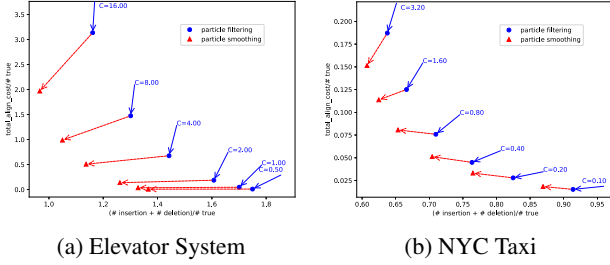 C=16.00
C=8.00
C=4.00
C=2.00
C=1.00
C=0.50
particle filtering
particle smoothing
total_align_cost/# true
3.5
3.0
2.5
2.0
1.5
1.0
0.5
0.0
1.0
1.2
1.4
1.6
1.8
(# insertion + # deletion)/# true
(a) Elevator System
C=3.20
C=1.60
C=0.80
C=0.40
C=0.20
C=0.10
particle filtering
particle smoothing
total_align_cost/# true
0.200
0.175
0.150
0.125
0.100
0.075
0.050
0.025
0.60
0.65
0.70
0.75
0.80
0.85
0.90
0.95
(# insertion + # deletion)/# true
(b) NYC Taxi